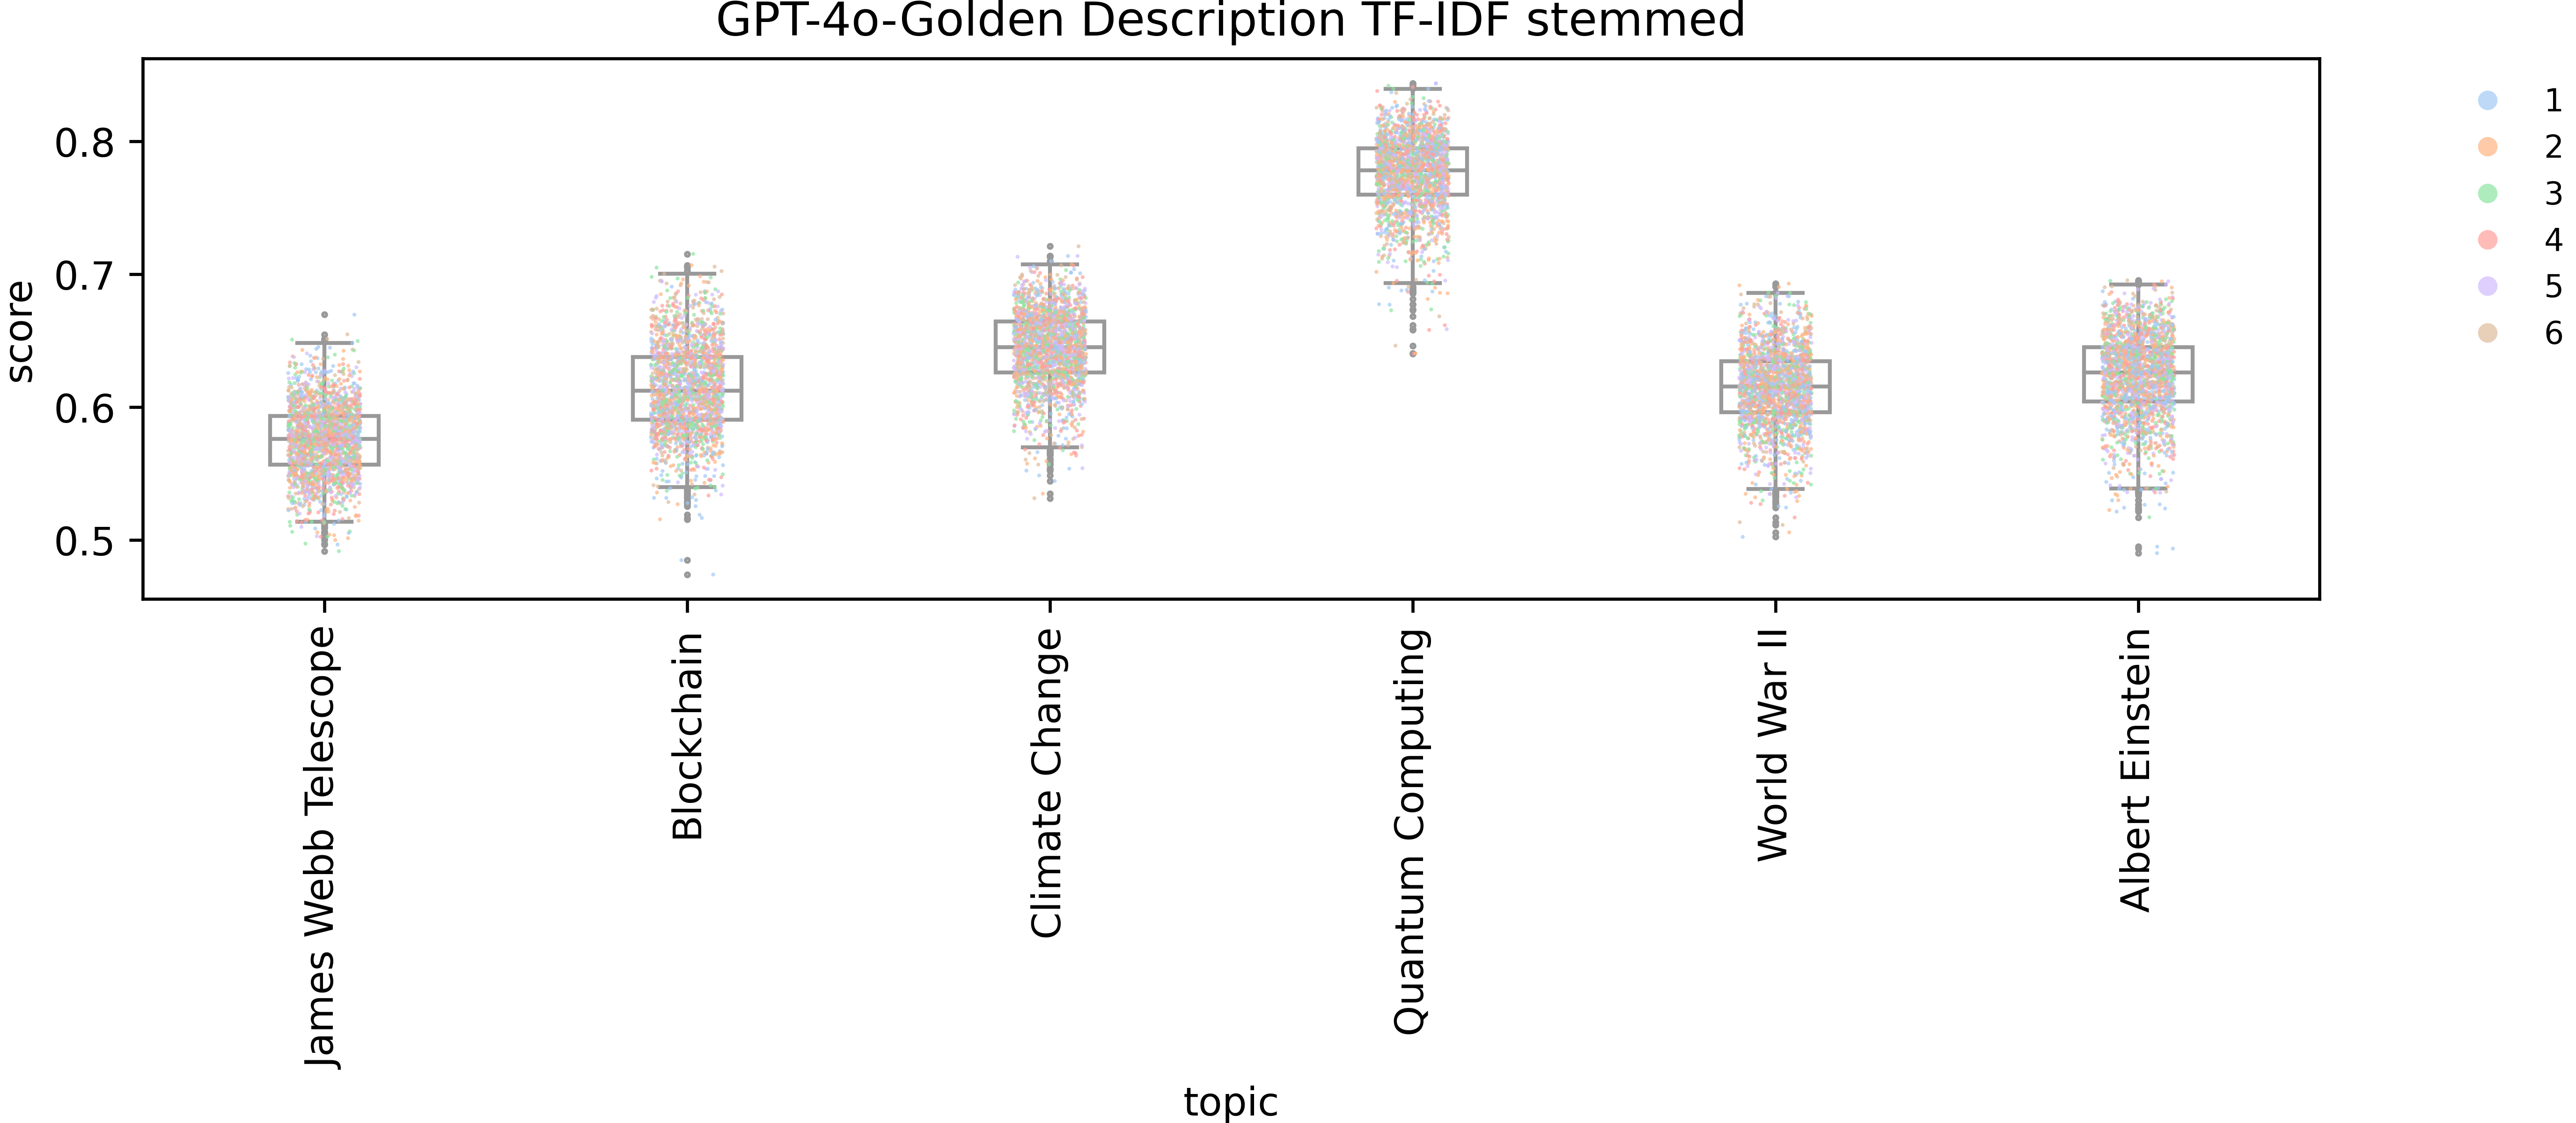 GPT-4o-Golden Description TF-IDF stemmed
score
0.8
0.7
0.6
0.5
1
2
3
4
5
6
James Webb Telescope
Blockchain
Climate Change
Quantum Computing
World War II
Albert Einstein
topic